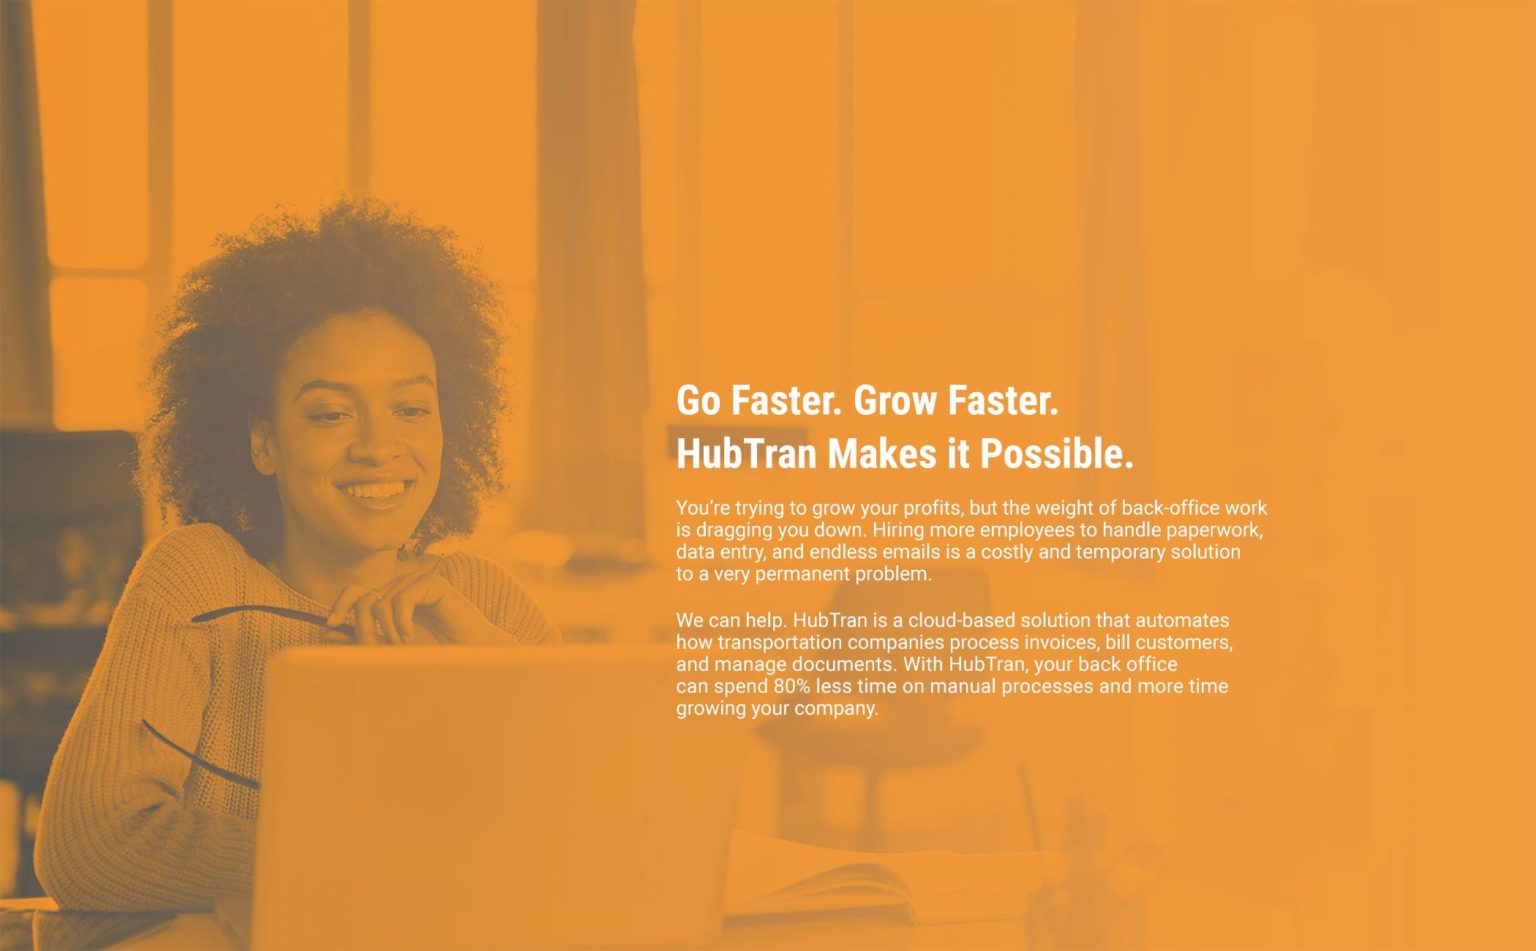 Go Faster. Grow Faster.
HubTran Makes it Possible.
You’re trying to grow your profits, but the weight of back-office work
is dragging you down. Hiring more employees to handle paperwork,
data entry, and endless emails is a costly and temporary solution
to a very permanent problem.
We can help. HubTran is a cloud-based solution that automates
how transportation companies process invoices, bill customers,
and manage documents. With HubTran, your back office
can spend 80% less time on manual processes and more time
growing your company.